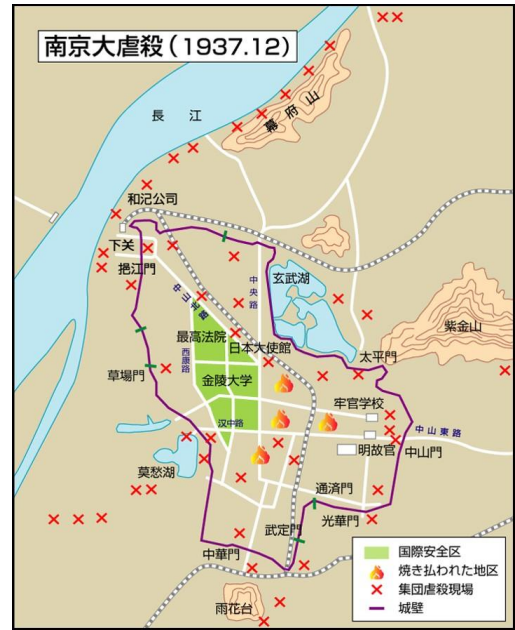 南京大虐殺（1937.12）
長江
幕府山
和记公司
下关
挹江門
中山北路
中央路
玄武湖
紫金山
最高法院
日本大使館
西康路
太平門
草場門
金陵大学
牢官学校
汉中路
中山東路
明故官
中山門
莫愁湖
通済門
武定門
光華門
中華門
雨花台
国際安全区
焼き払われた地区
集団虐殺現場
城壁